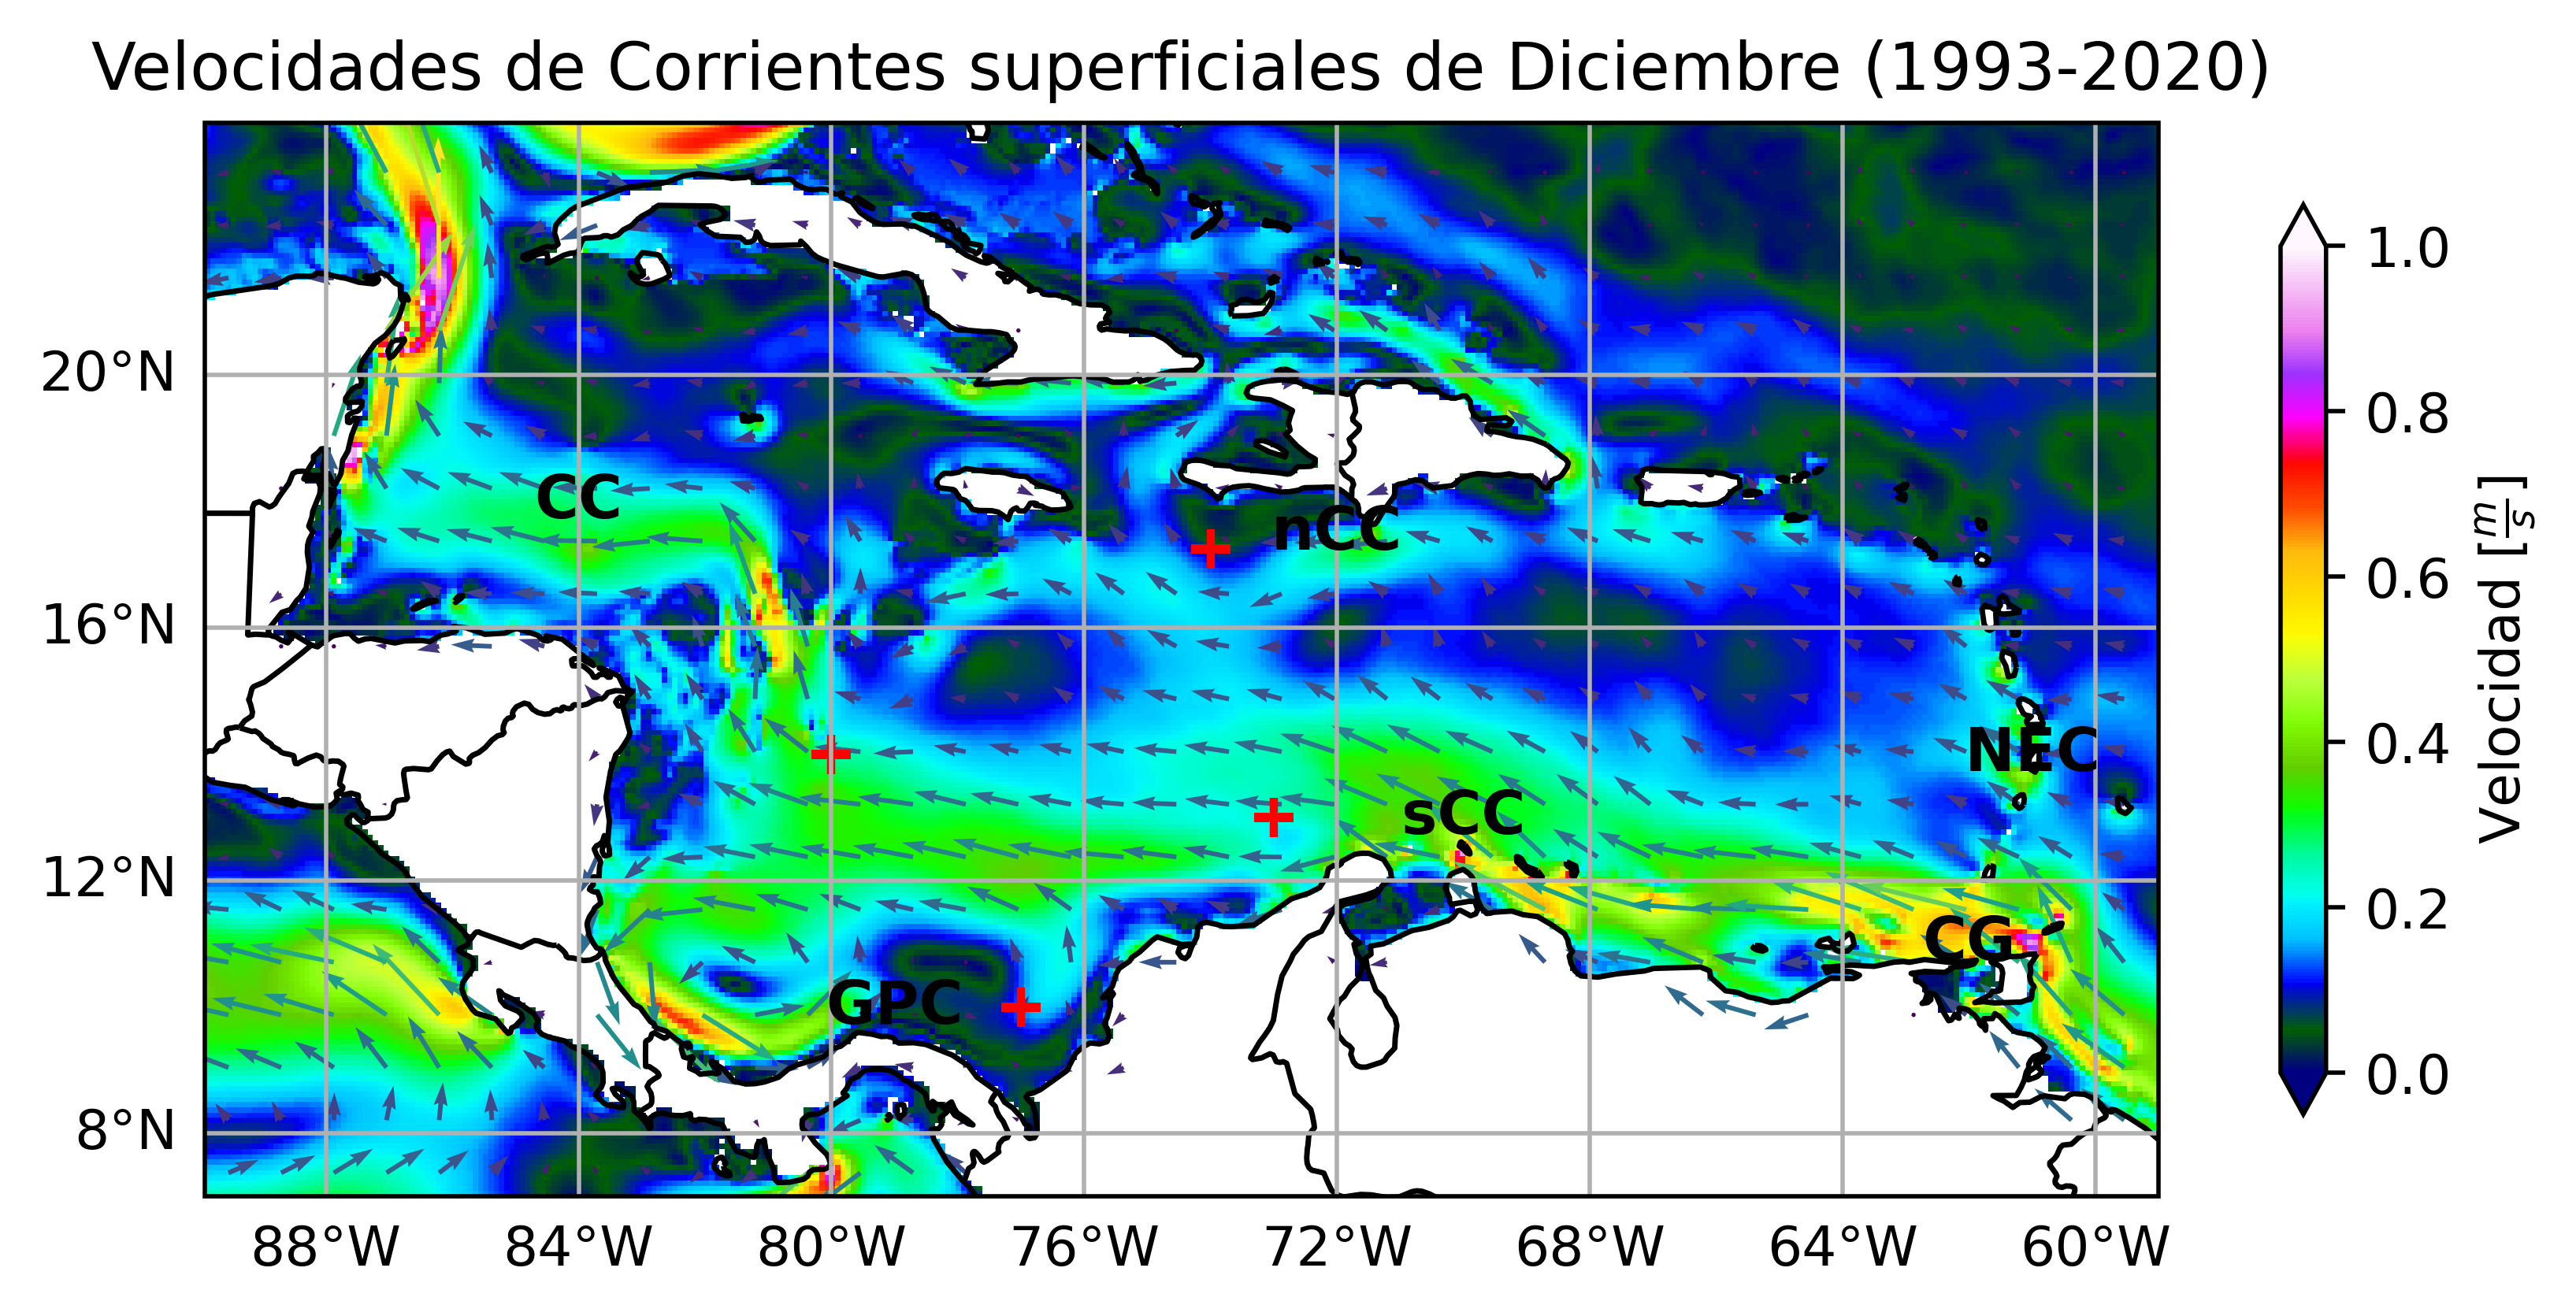 Velocidades de Corrientes superficiales de Diciembre (1993-2020)
20°N
16°N
12°N
8°N
88°W
84°W
80°W
76°W
72°W
68°W
64°W
60°W
CC
nCC
NEC
sCC
CG
GPC
1.0
0.8
0.6
0.4
0.2
0.0
Velocidad [m/s]